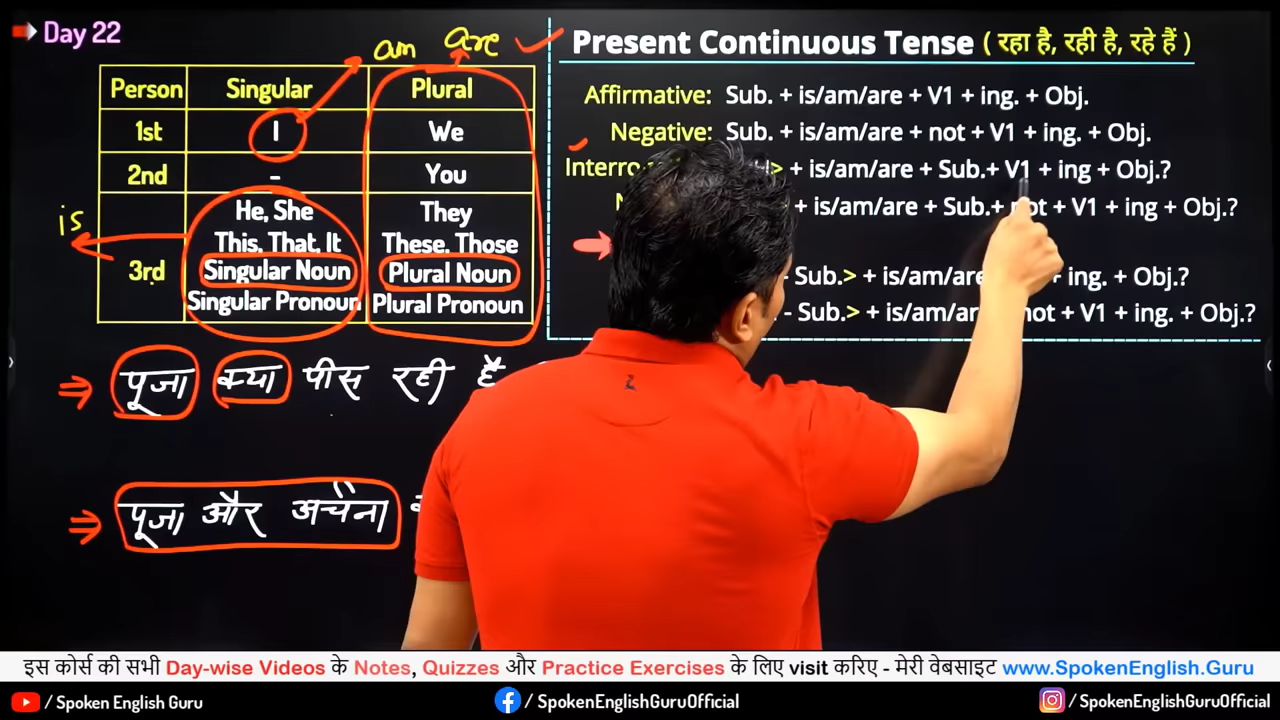 Day 22
am are
Person Singular Plural
1st I We
2nd - You
is
3rd
He, She
This, That, It
Singular Noun
Singular Pronoun
They
These, Those
Plural Noun
Plural Pronoun
Present Continuous Tense ( रहा है, रही है, रहे हैं )
Affirmative: Sub. + is/am/are + V1 + ing. + Obj.
Negative: Sub. + is/am/are + not + V1 + ing. + Obj.
+ is/am/are + Sub.+ V1 + ing + Obj.?
+ is/am/are + Sub.+ not + V1 + ing + Obj.?
- Sub.> + is/am/are + ing. + Obj.?
- Sub.> + is/am/are not + V1 + ing. + Obj.?
⇒ पूजा क्या पीस रही है
⇒ पूजा और अर्चना
इस कोर्स की सभी Day-wise Videos के Notes, Quizzes और Practice Exercises के लिए visit करिए - मेरी वेबसाइट www.SpokenEnglish.Guru
Spoken English Guru /SpokenEnglishGuruOfficial /SpokenEnglishGuruOfficial